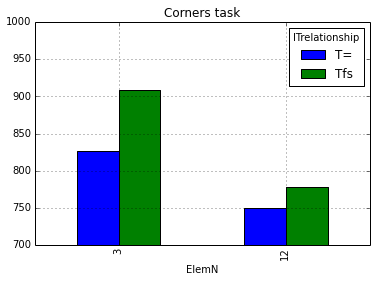 Corners task
1000
950
900
850
800
750
700
ITrelationship
T=
Tfs
3
12
ElemN